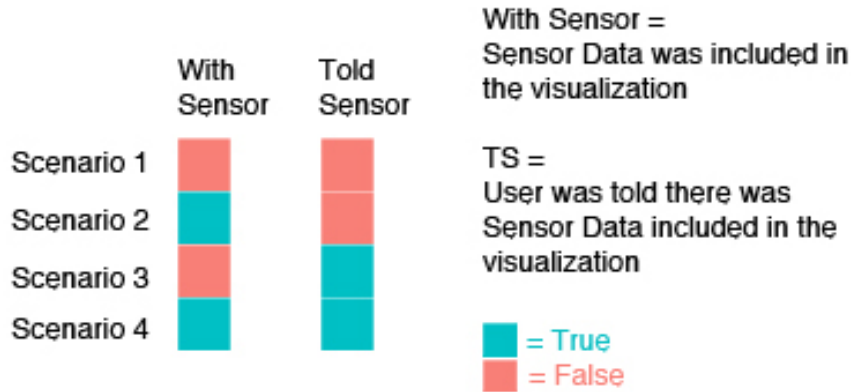 With
Sensor
Told
Sensor
Scenario 1
Scenario 2
Scenario 3
Scenario 4
With Sensor =
Sensor Data was included in
the visualization
TS =
User was told there was
Sensor Data included in the
visualization
= True
= False